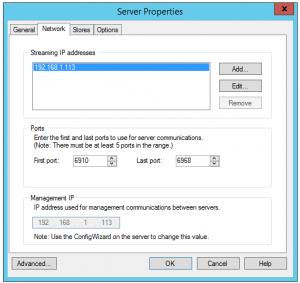 Server Properties
x
General Network Stores Options
Streaming IP addresses
192.168.1.113
Add...
Edit...
Remove
Ports
Enter the first and last ports to use for server communications.
(Note: There must be at least 5 ports in the range.)
First port: 6910 Last port: 6968
Management IP
IP address used for management communications between servers.
192 . 168 . 1 . 113
Note: Use the ConfigWizard on the server to change this value.
Advanced... OK Cancel Help